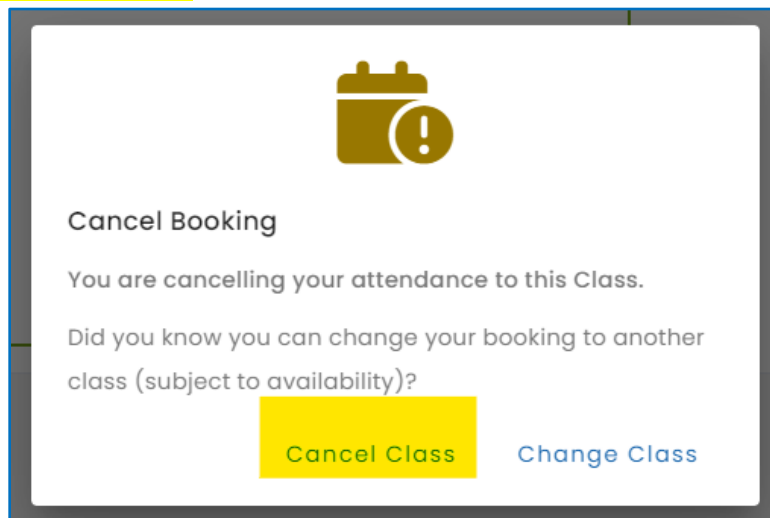 Cancel Booking
You are cancelling your attendance to this Class.
Did you know you can change your booking to another
class (subject to availability)?
Cancel Class Change Class